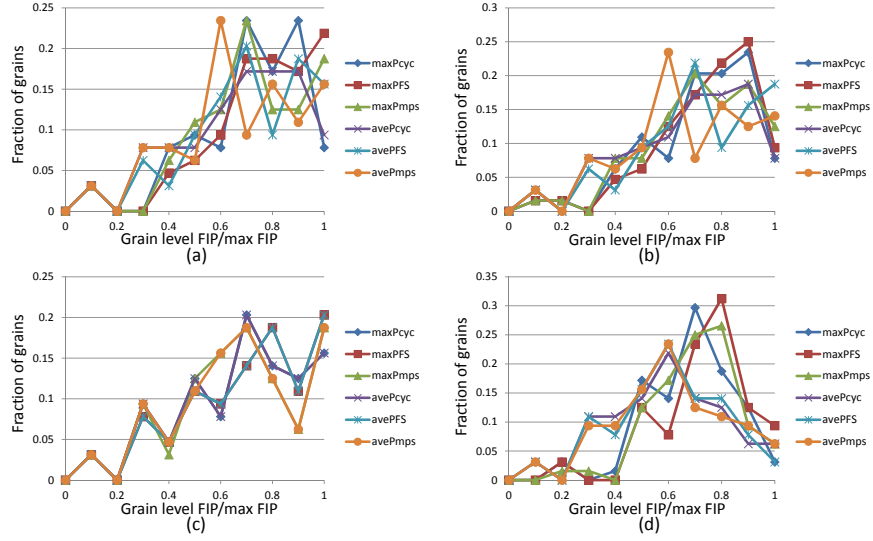 0.25
0.2
0.15
0.1
0.05
0
Fraction of grains
0 0.2 0.4 0.6 0.8 1
Grain level FIP/max FIP
(a)
maxPcyc
maxPFS
maxPmps
avePcyc
avePFS
avePmps
0.3
0.25
0.2
0.15
0.1
0.05
0
Fraction of grains
0 0.2 0.4 0.6 0.8 1
Grain level FIP/max FIP
(b)
maxPcyc
maxPFS
maxPmps
avePcyc
avePFS
avePmps
0.25
0.2
0.15
0.1
0.05
0
Fraction of grains
0 0.2 0.4 0.6 0.8 1
Grain level FIP/max FIP
(c)
maxPcyc
maxPFS
maxPmps
avePcyc
avePFS
avePmps
0.35
0.3
0.25
0.2
0.15
0.1
0.05
0
Fraction of grains
0 0.2 0.4 0.6 0.8 1
Grain level FIP/max FIP
(d)
maxPcyc
maxPFS
maxPmps
avePcyc
avePFS
avePmps